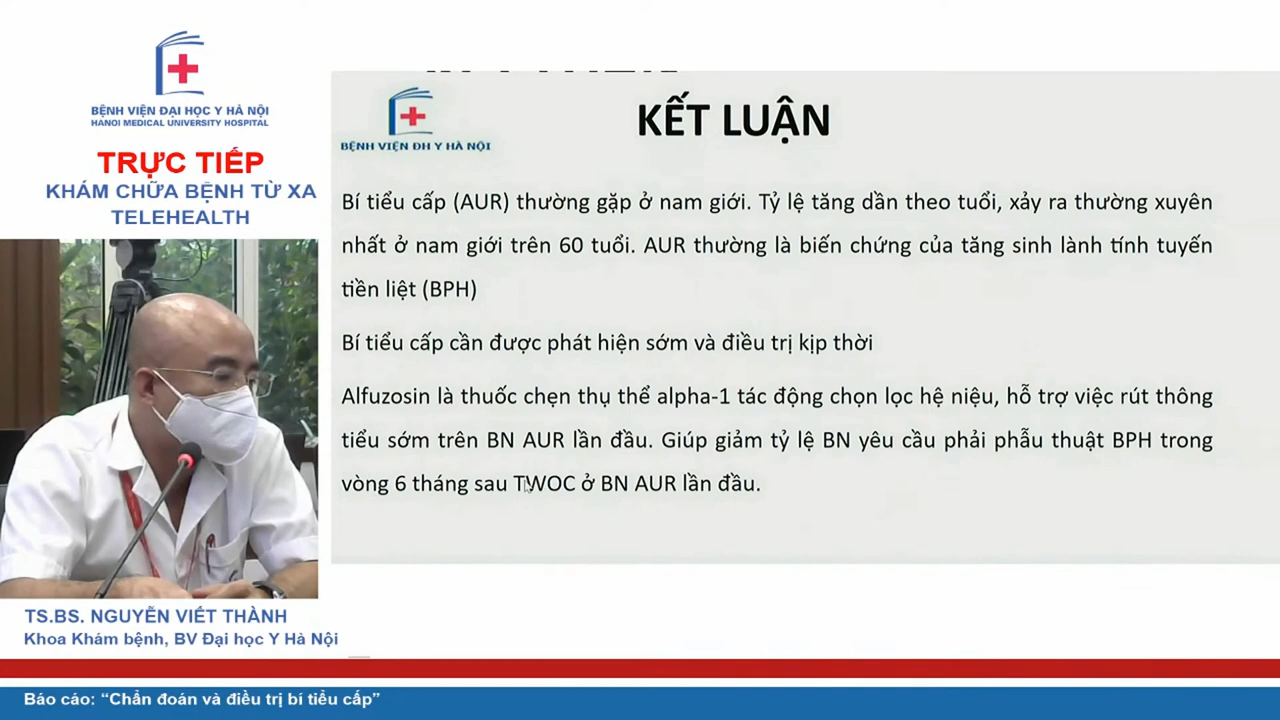 BỆNH VIỆN ĐẠI HỌC Y HÀ NỘI
HANOI MEDICAL UNIVERSITY HOSPITAL
TRỰC TIẾP
KHÁM CHỮA BỆNH TỪ XA
TELEHEALTH
BỆNH VIỆN ĐH Y HÀ NỘI
KẾT LUẬN
Bí tiểu cấp (AUR) thường gặp ở nam giới. Tỷ lệ tăng dần theo tuổi, xảy ra thường xuyên
nhất ở nam giới trên 60 tuổi. AUR thường là biến chứng của tăng sinh lành tính tuyến
tiền liệt (BPH)
Bí tiểu cấp cần được phát hiện sớm và điều trị kịp thời
Alfuzosin là thuốc chẹn thụ thể alpha-1 tác động chọn lọc hệ niệu, hỗ trợ việc rút thông
tiểu sớm trên BN AUR lần đầu. Giúp giảm tỷ lệ BN yêu cầu phải phẫu thuật BPH trong
vòng 6 tháng sau TWOC ở BN AUR lần đầu.
TS.BS. NGUYỄN VIẾT THÀNH
Khoa Khám bệnh, BV Đại học Y Hà Nội
Báo cáo: “Chẩn đoán và điều trị bí tiểu cấp”